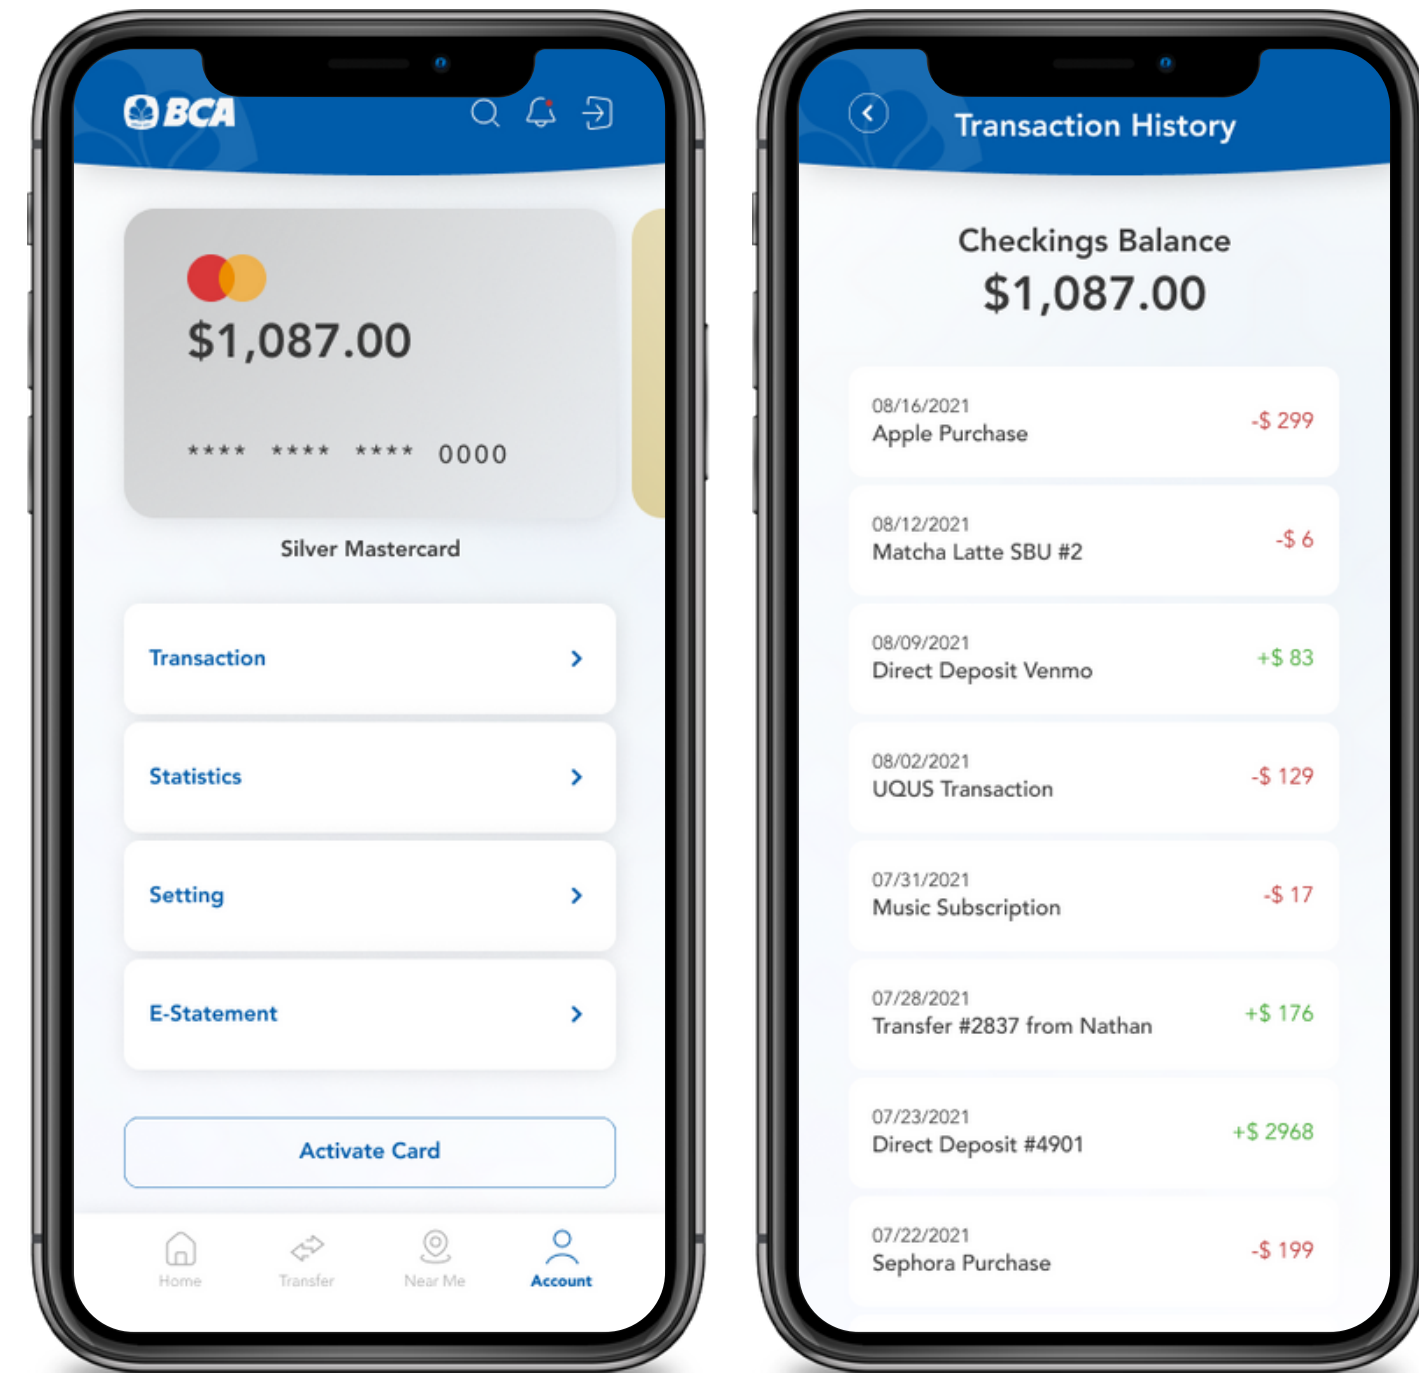 BCA
$1,087.00
**** **** **** 0000
Silver Mastercard
Transaction
Statistics
Setting
E-Statement
Activate Card
Home Transfer Near Me Account
Transaction History
Checkings Balance
$1,087.00
08/16/2021
Apple Purchase -$ 299
08/12/2021
Matcha Latte SBU #2 -$ 6
08/09/2021
Direct Deposit Venmo +$ 83
08/02/2021
UQUS Transaction -$ 129
07/31/2021
Music Subscription -$ 17
07/28/2021
Transfer #2837 from Nathan +$ 176
07/23/2021
Direct Deposit #4901 +$ 2968
07/22/2021
Sephora Purchase -$ 199